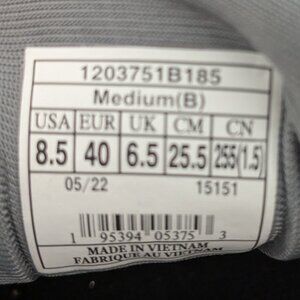 1203751B185
Medium(B)
USA EUR UK CM CN
8.5 40 6.5 25.5 255(1.5)
05/22 15151
1 95394 05375 3
MADE IN VIETNAM
FABRIQUE AU VIETNAM